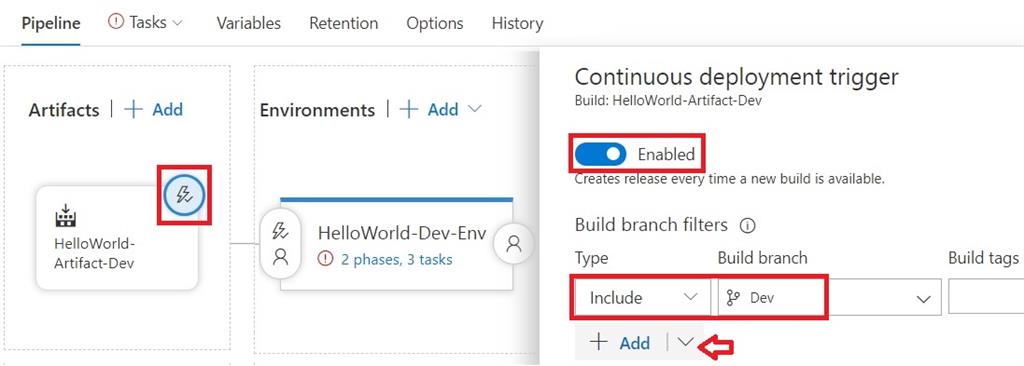 Pipeline Tasks Variables Retention Options History
Artifacts | + Add
HelloWorld-
Artifact-Dev
Environments | + Add
HelloWorld-Dev-Env
2 phases, 3 tasks
Continuous deployment trigger
Build: HelloWorld-Artifact-Dev
Enabled
Creates release every time a new build is available.
Build branch filters
Type Build branch Build tags
Include Dev
+ Add